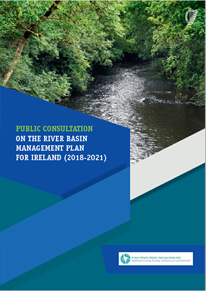 PUBLIC CONSULTATION
ON THE RIVER BASIN
MANAGEMENT PLAN
FOR IRELAND (2018-2021)